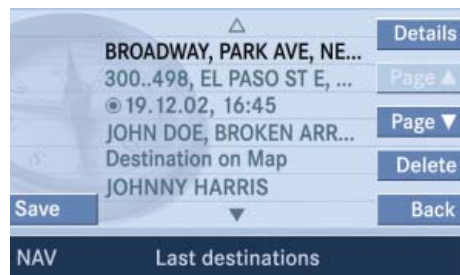 BROADWAY, PARK AVE, NE...
Details
300..498, EL PASO ST E, ...
Page ▲
19.12.02, 16:45
JOHN DOE, BROKEN ARR...
Page ▼
Destination on Map
Delete
JOHNNY HARRIS
Save
Back
NAV
Last destinations